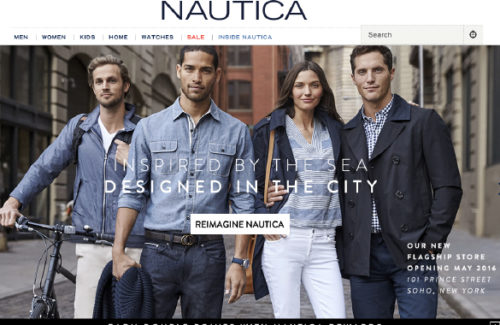 NAUTICA
MEN WOMEN KIDS HOME WATCHES SALE INSIDE NAUTICA
Search
INSPIRED BY THE SEA
DESIGNED IN THE CITY
REIMAGINE NAUTICA
OUR NEW
FLAGSHIP STORE
OPENING MAY 2016
191 PRINCE STREET
SOHO, NEW YORK